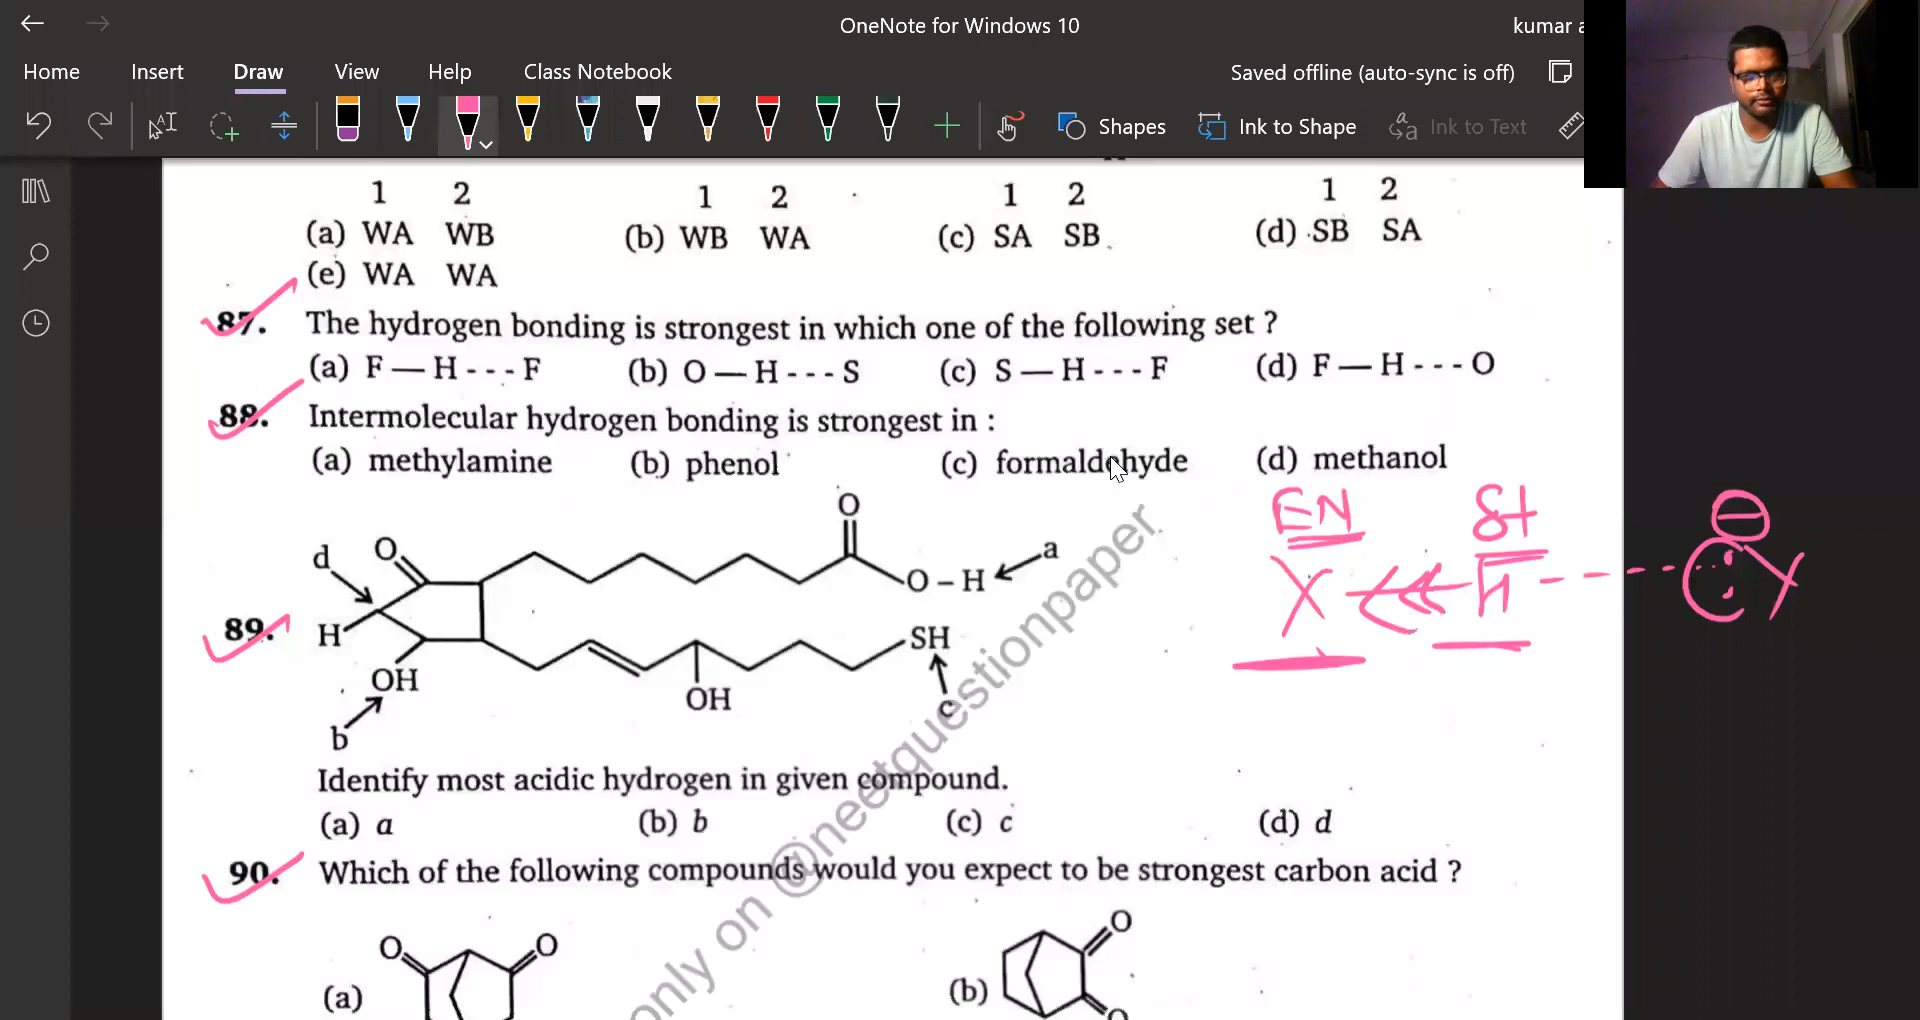 OneNote for Windows 10
kumar a
Home Insert Draw View Help Class Notebook
Saved offline (auto-sync is off)
Shapes Ink to Shape Ink to Text
1 2 1 2 1 2 1 2
(a) WA WB (b) WB WA (c) SA SB (d) SB SA
(e) WA WA
87. The hydrogen bonding is strongest in which one of the following set ?
(a) F — H - - - F (b) O — H - - - S (c) S — H - - - F (d) F — H - - - O
88. Intermolecular hydrogen bonding is strongest in :
(a) methylamine (b) phenol (c) formaldehyde (d) methanol
EN δ+ ⊖
X H Y
O
d O O – H a
89. H SH
OH OH c
b
Identify most acidic hydrogen in given compound.
(a) a (b) b (c) c (d) d
90. Which of the following compounds would you expect to be strongest carbon acid ?
O O O
(a) (b)
O
only on @neetquestionpaper